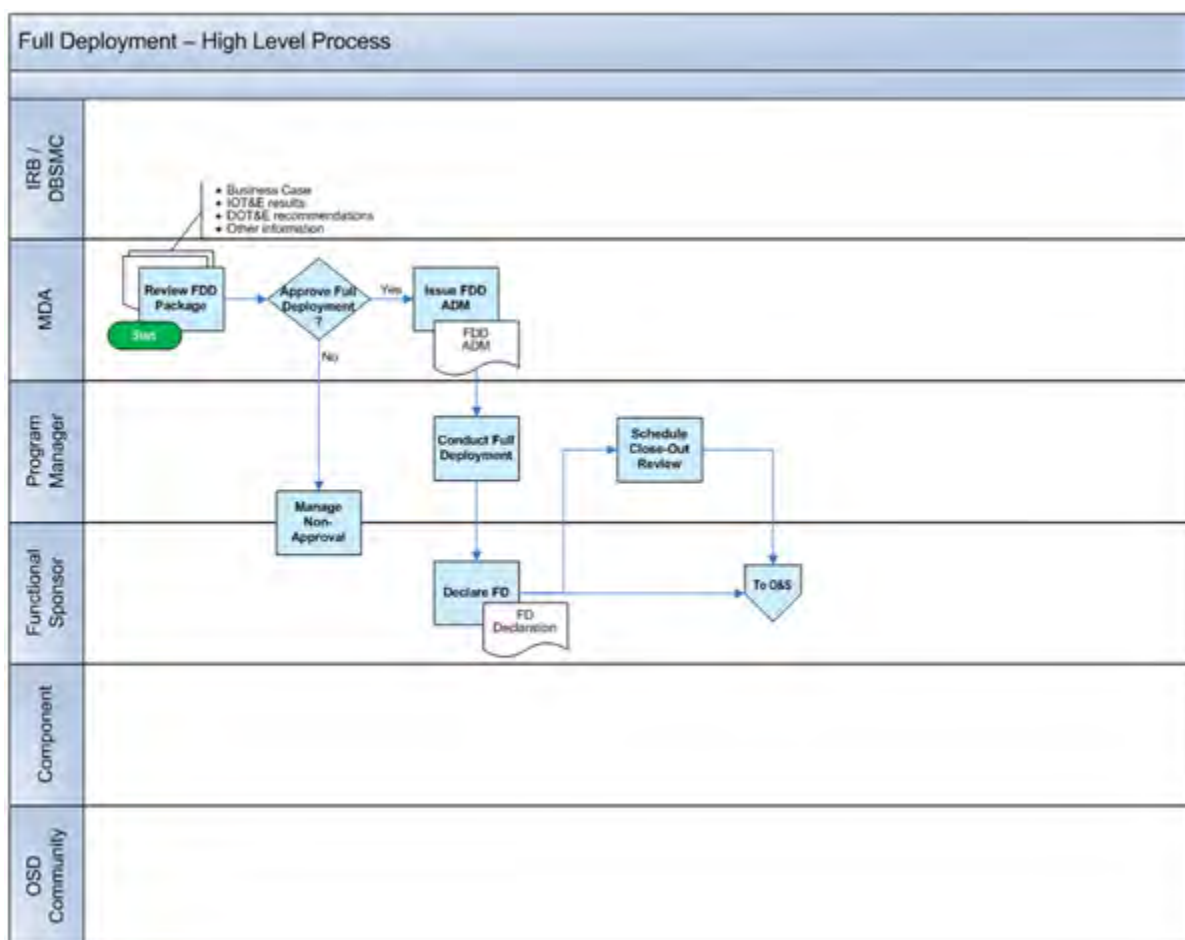 Full Deployment – High Level Process
IRB /
DBSMC
• Business Case
• IOT&E results
• DOT&E recommendations
• Other information
MDA
Review FDD
Package
Start
Approve Full
Deployment
?
Yes
No
Issue FDD
ADM
FDD
ADM
Program
Manager
Conduct Full
Deployment
Schedule
Close-Out
Review
Manage
Non-
Approval
Functional
Sponsor
Declare FD
FD
Declaration
To O&S
Component
OSD
Community